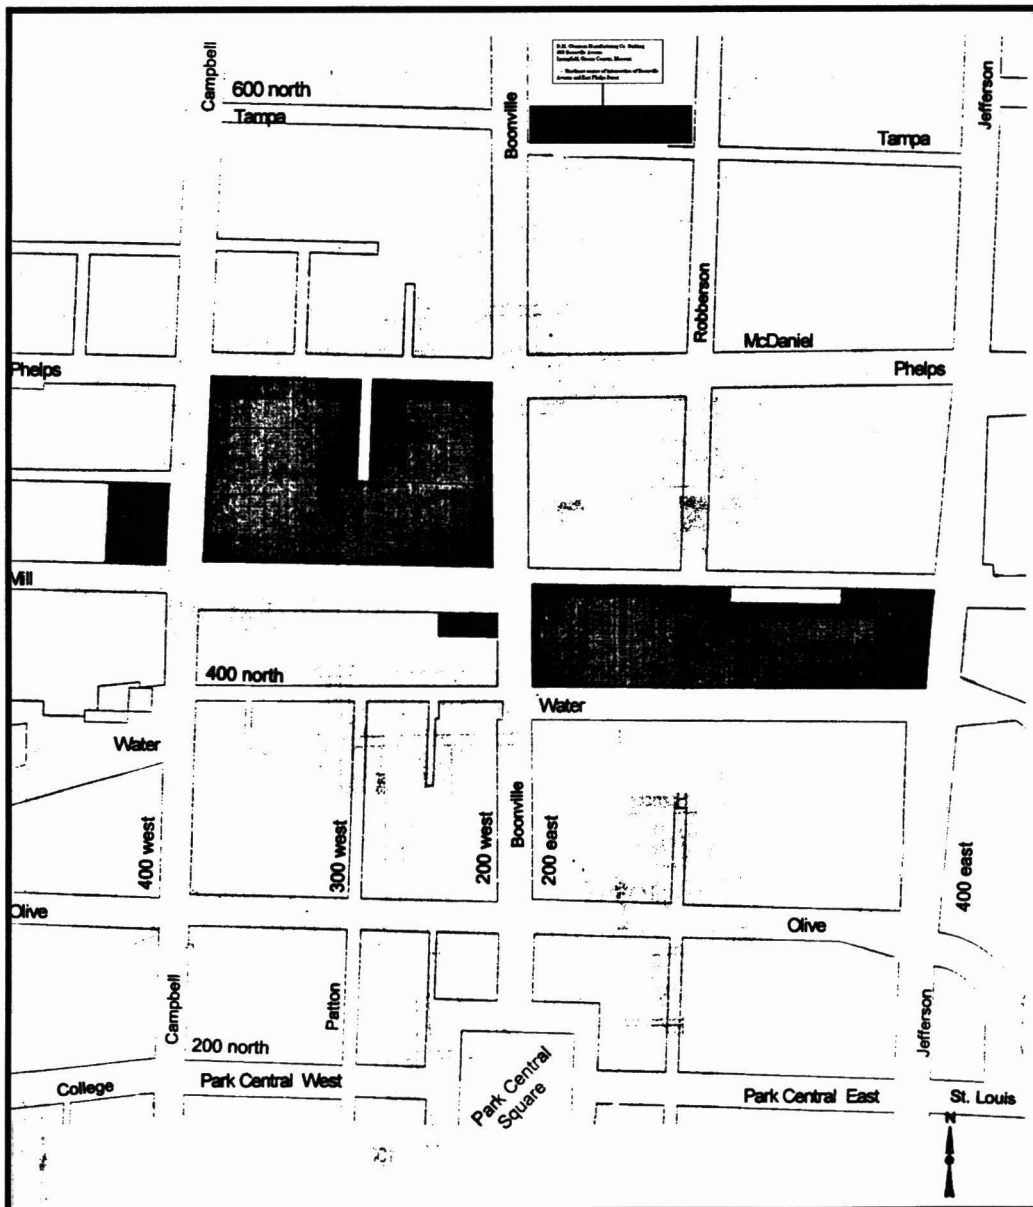 Campbell
600 north
Tampa
Boonville
Jefferson
Tampa
Robberson
McDaniel
Phelps
Phelps
Mill
400 north
Water
Water
400 west
300 west
200 west
Boonville
200 east
400 east
Olive
Olive
Campbell
Patton
Jefferson
200 north
College
Park Central West
Park Central
Square
Park Central East
St. Louis
N